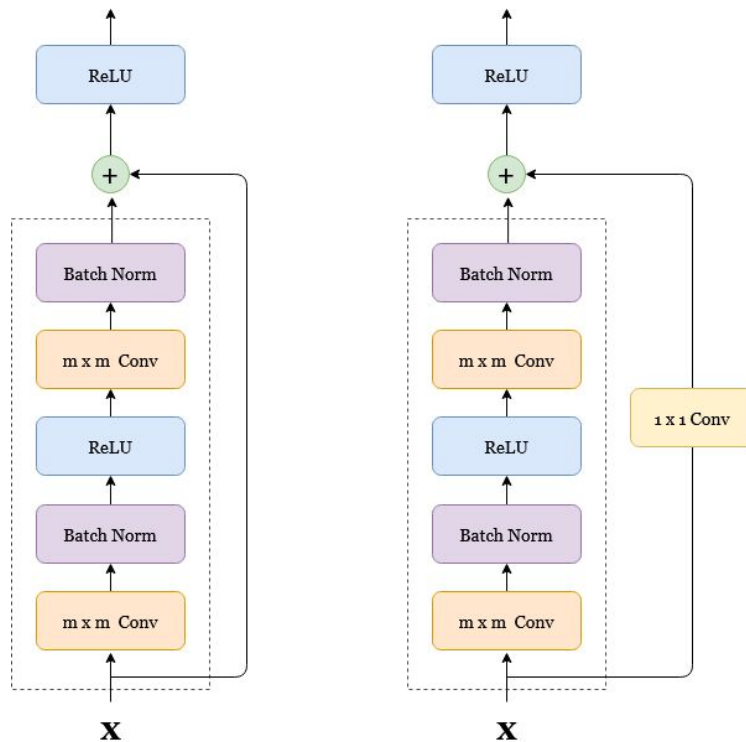 ReLU
+
Batch Norm
m x m Conv
ReLU
Batch Norm
m x m Conv
x
ReLU
+
Batch Norm
m x m Conv
ReLU
Batch Norm
m x m Conv
1 x 1 Conv
x